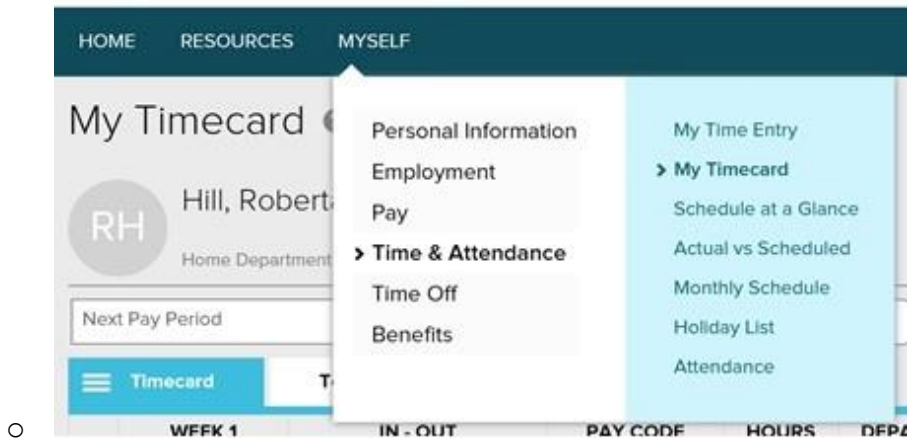 HOME RESOURCES MYSELF
My Timecard
Personal Information
Employment
Pay
Time & Attendance
Time Off
Benefits
My Time Entry
My Timecard
Schedule at a Glance
Actual vs Scheduled
Monthly Schedule
Holiday List
Attendance
RH
Hill, Robert
Home Department
Next Pay Period
Timecard
WEEK 1 IN - OUT PAY CODE HOURS